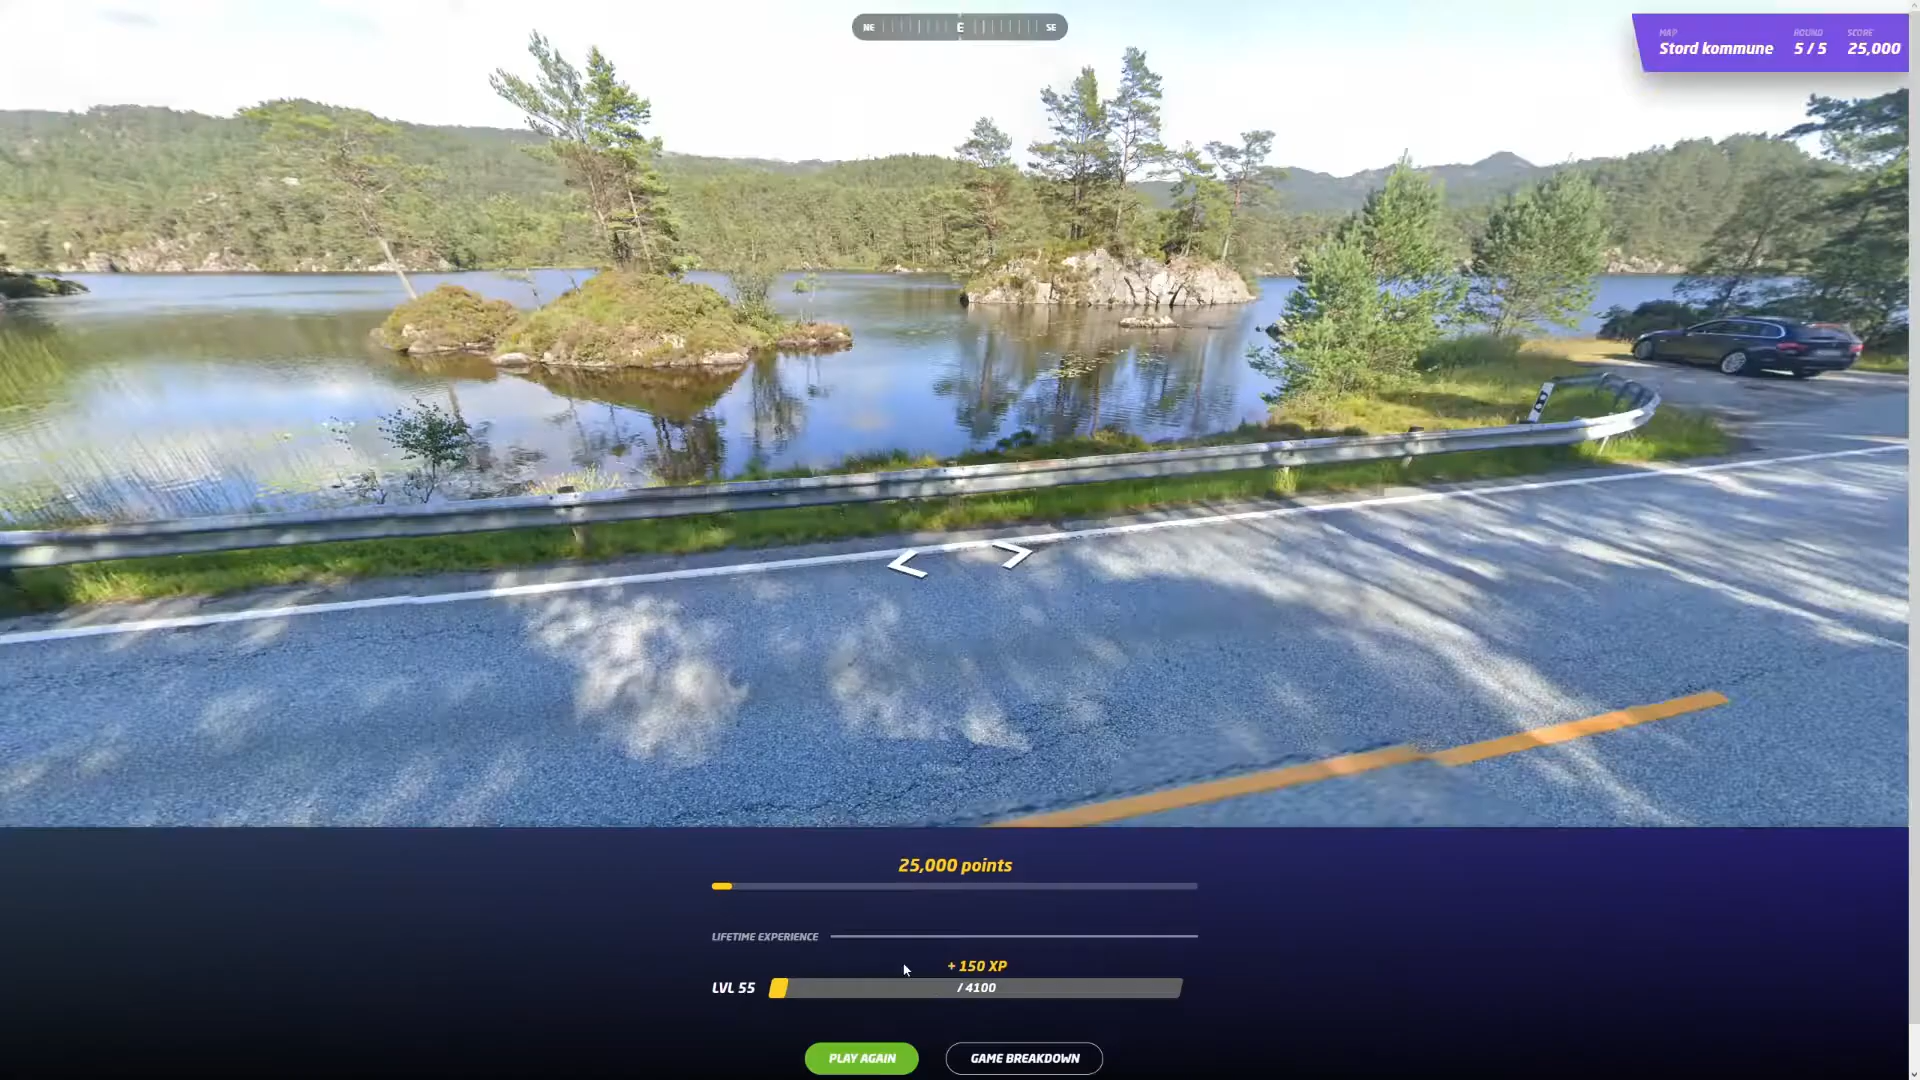 NE E SE
MAP ROUND SCORE
Stord kommune 5 / 5 25,000
25,000 points
LIFETIME EXPERIENCE
+ 150 XP
LVL 55 / 4100
PLAY AGAIN GAME BREAKDOWN